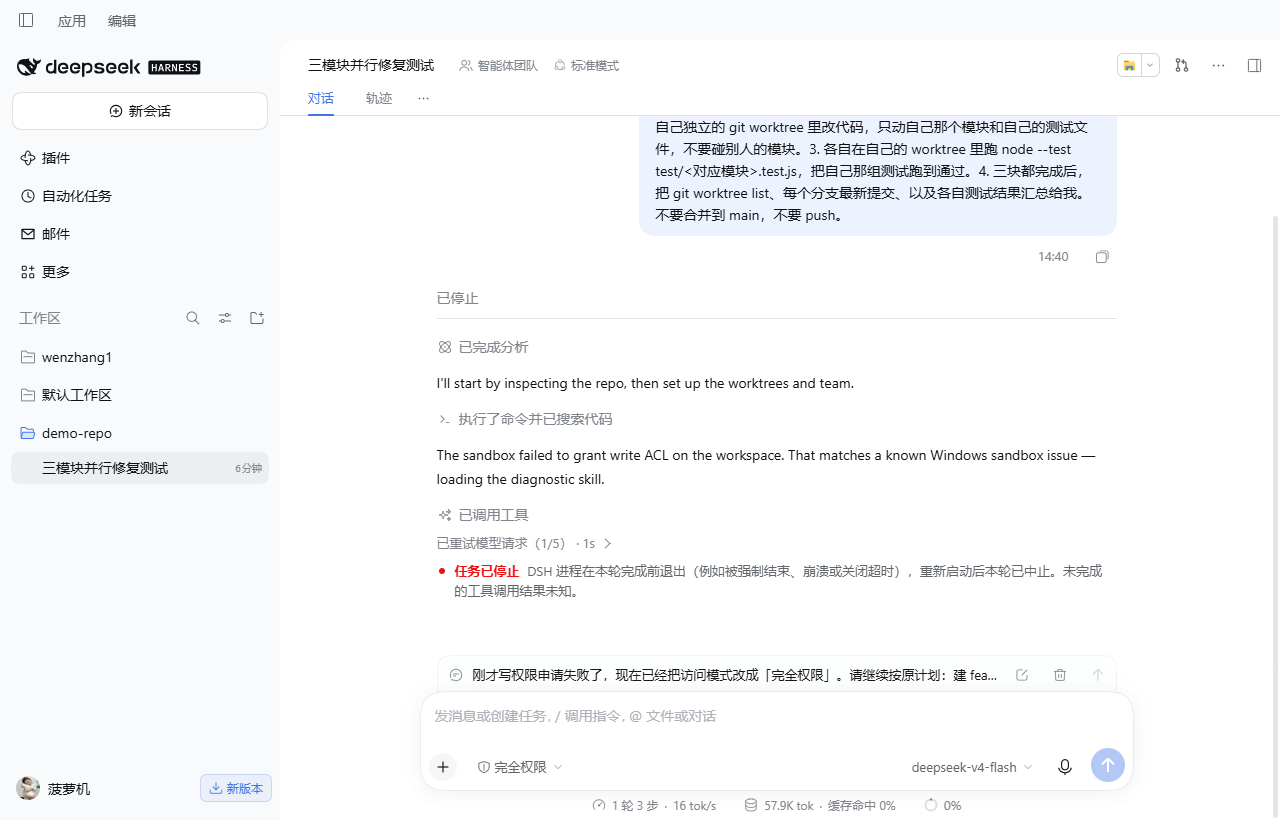 应用 编辑
deepseek HARNESS
新会话
插件
自动化任务
邮件
更多
工作区
wenzhang1
默认工作区
demo-repo
三模块并行修复测试 6分钟
菠萝机 新版本
三模块并行修复测试 智能体团队 标准模式
对话 轨迹 ···
自己独立的 git worktree 里改代码，只动自己那个模块和自己的测试文
件，不要碰别人的模块。3. 各自在自己的 worktree 里跑 node --test
test/<对应模块>.test.js，把自己那组测试跑到通过。4. 三块都完成后，
把 git worktree list、每个分支最新提交、以及各自测试结果汇总给我。
不要合并到 main，不要 push。
14:40
已停止
已完成分析
I'll start by inspecting the repo, then set up the worktrees and team.
执行了命令并已搜索代码
The sandbox failed to grant write ACL on the workspace. That matches a known Windows sandbox issue —
loading the diagnostic skill.
已调用工具
已重试模型请求（1/5） · 1s
任务已停止 DSH 进程在本轮完成前退出（例如被强制结束、崩溃或关闭超时），重新启动后本轮已中止。未完成
的工具调用结果未知。
刚才写权限申请失败了，现在已经把访问模式改成「完全权限」。请继续按原计划：建 fea...
发消息或创建任务, / 调用指令, @ 文件或对话
完全权限 deepseek-v4-flash
1 轮 3 步 · 16 tok/s 57.9K tok · 缓存命中 0% 0%